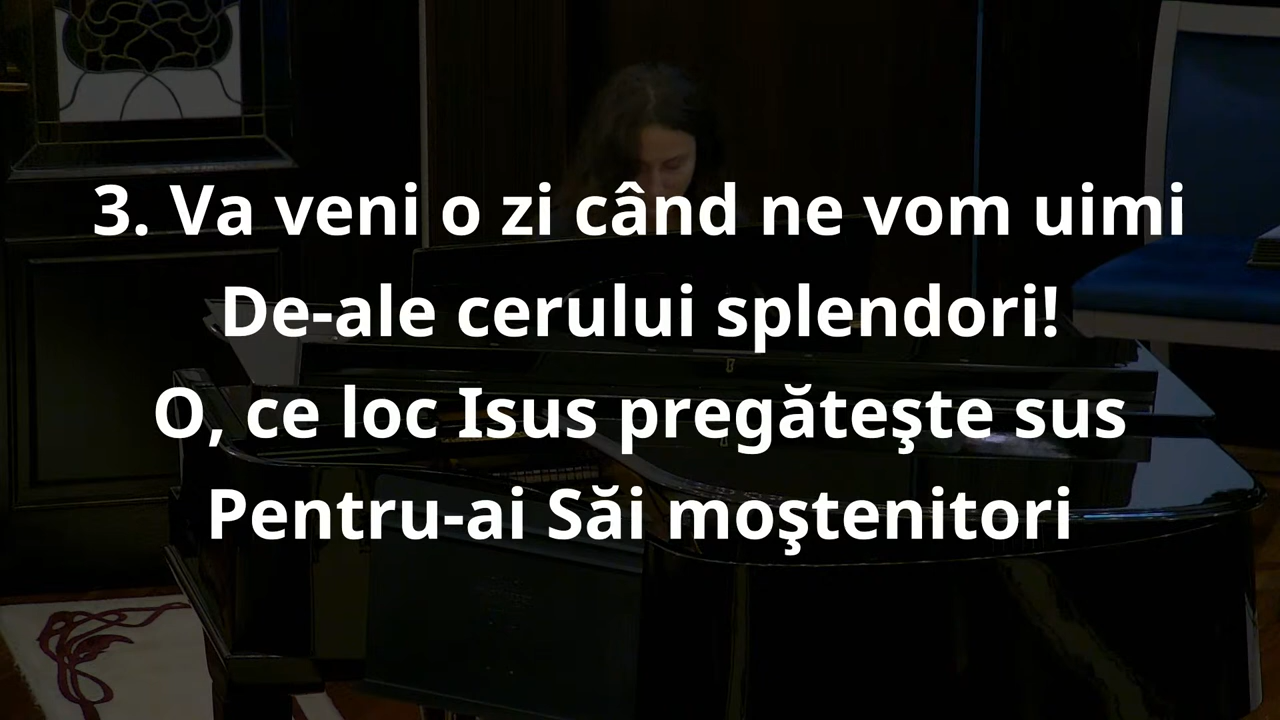 3. Va veni o zi când ne vom uimi
De-ale cerului splendori!
O, ce loc Isus pregăteşte sus
Pentru-ai Săi moştenitori